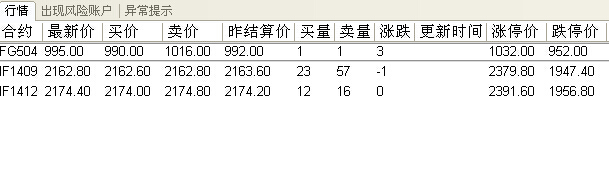 行情 出现风险账户 异常提示
合约 最新价 买价 卖价 昨结算价 买量 卖量 涨跌 更新时间 涨停价 跌停价
FG504 995.00 990.00 1016.00 992.00 1 1 3 1032.00 952.00
IF1409 2162.80 2162.60 2162.80 2163.60 23 57 -1 2379.80 1947.40
IF1412 2174.40 2174.00 2174.80 2174.20 12 16 0 2391.60 1956.80